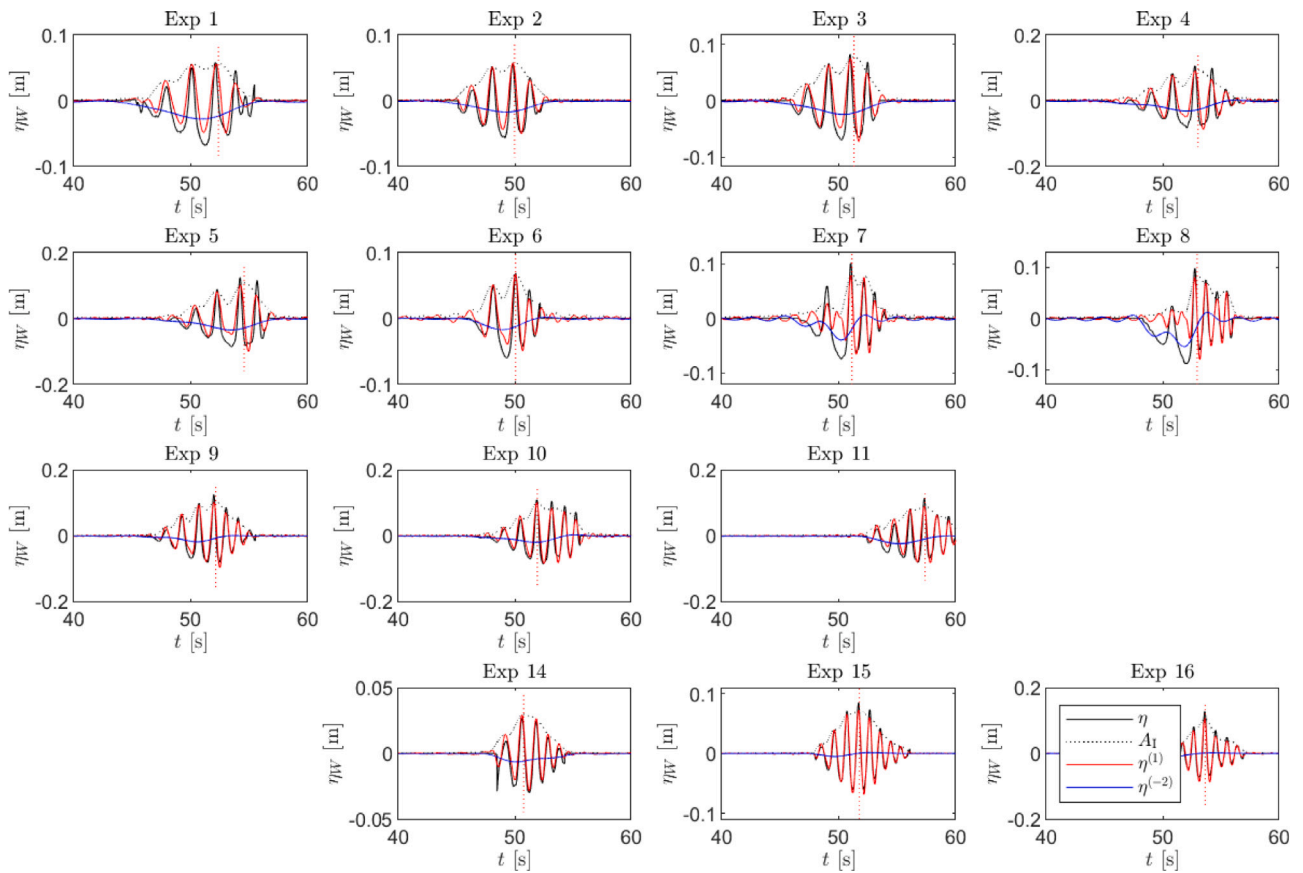 Exp 1 Exp 2 Exp 3 Exp 4
0.1 0.1 0.1 0.2
η_W [m] η_W [m] η_W [m] η_W [m]
0 0 0 0
-0.1 -0.1 -0.1 -0.2
40 50 60 40 50 60 40 50 60 40 50 60
t [s] t [s] t [s] t [s]
Exp 5 Exp 6 Exp 7 Exp 8
0.2 0.1 0.1 0.1
η_W [m] η_W [m] η_W [m] η_W [m]
0 0 0 0
-0.2 -0.1 -0.1 -0.1
40 50 60 40 50 60 40 50 60 40 50 60
t [s] t [s] t [s] t [s]
Exp 9 Exp 10 Exp 11
0.2 0.2 0.2
η_W [m] η_W [m] η_W [m]
0 0 0
-0.2 -0.2 -0.2
40 50 60 40 50 60 40 50 60
t [s] t [s] t [s]
Exp 14 Exp 15 Exp 16
0.05 0.1 0.2
η_W [m] η_W [m] η_W [m]
0 0 0
-0.05 -0.1 -0.2
η
A_I
η^(1)
η^(-2)
40 50 60 40 50 60 40 50 60
t [s] t [s] t [s]